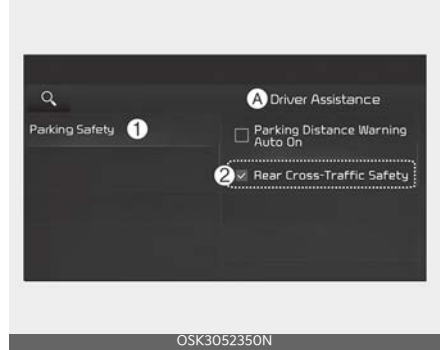 A Driver Assistance
Parking Safety 1
Parking Distance Warning
Auto On
2 Rear Cross-Traffic Safety
OSK3052350N